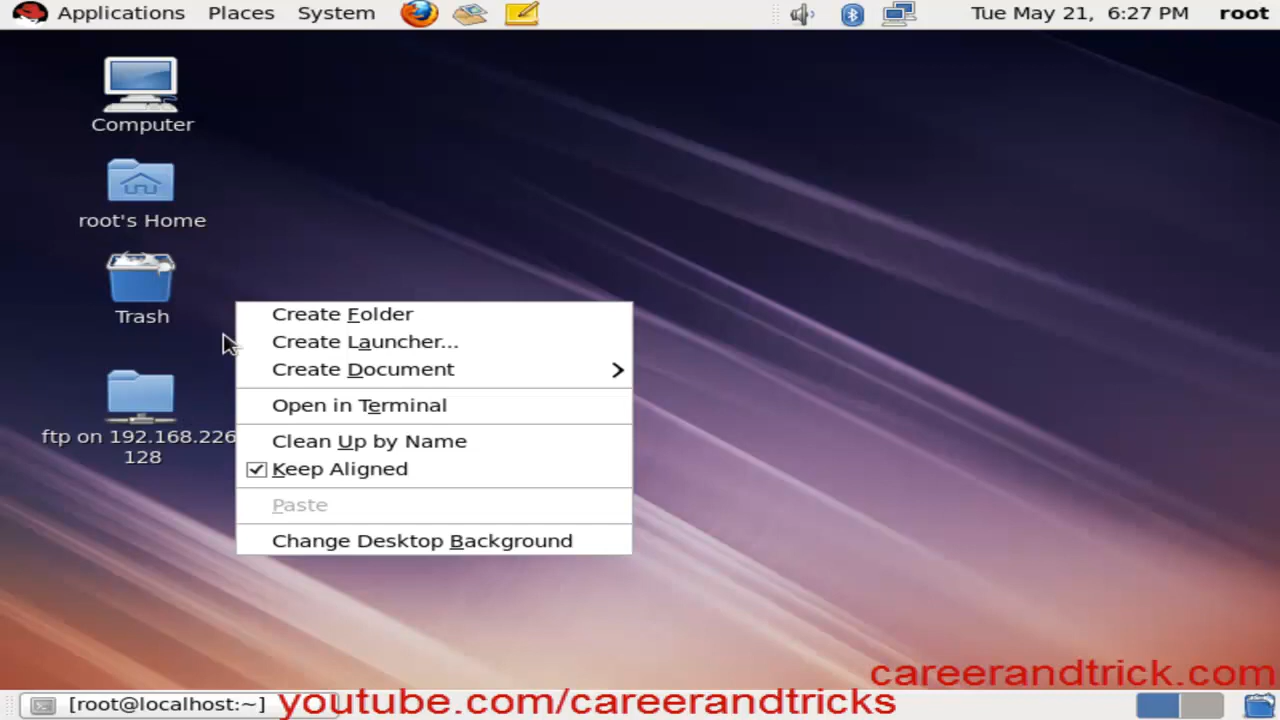 Applications Places System Tue May 21, 6:27 PM root
Computer
root's Home
Trash
ftp on 192.168.226
128
Create Folder
Create Launcher...
Create Document
Open in Terminal
Clean Up by Name
Keep Aligned
Paste
Change Desktop Background
careerandtrick.com
[root@localhost:~]
youtube.com/careerandtricks